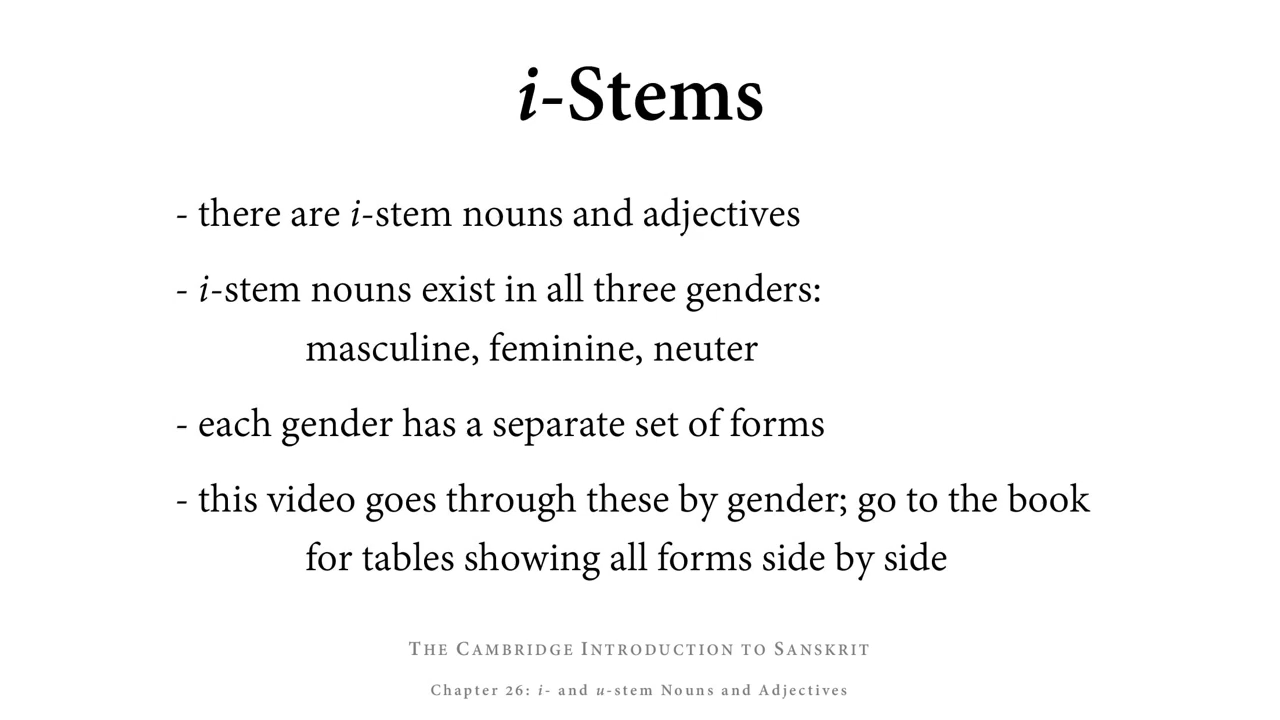 i-Stems
- there are i-stem nouns and adjectives
- i-stem nouns exist in all three genders:
masculine, feminine, neuter
- each gender has a separate set of forms
- this video goes through these by gender; go to the book
for tables showing all forms side by side
The Cambridge Introduction to Sanskrit
Chapter 26: i- and u-stem Nouns and Adjectives